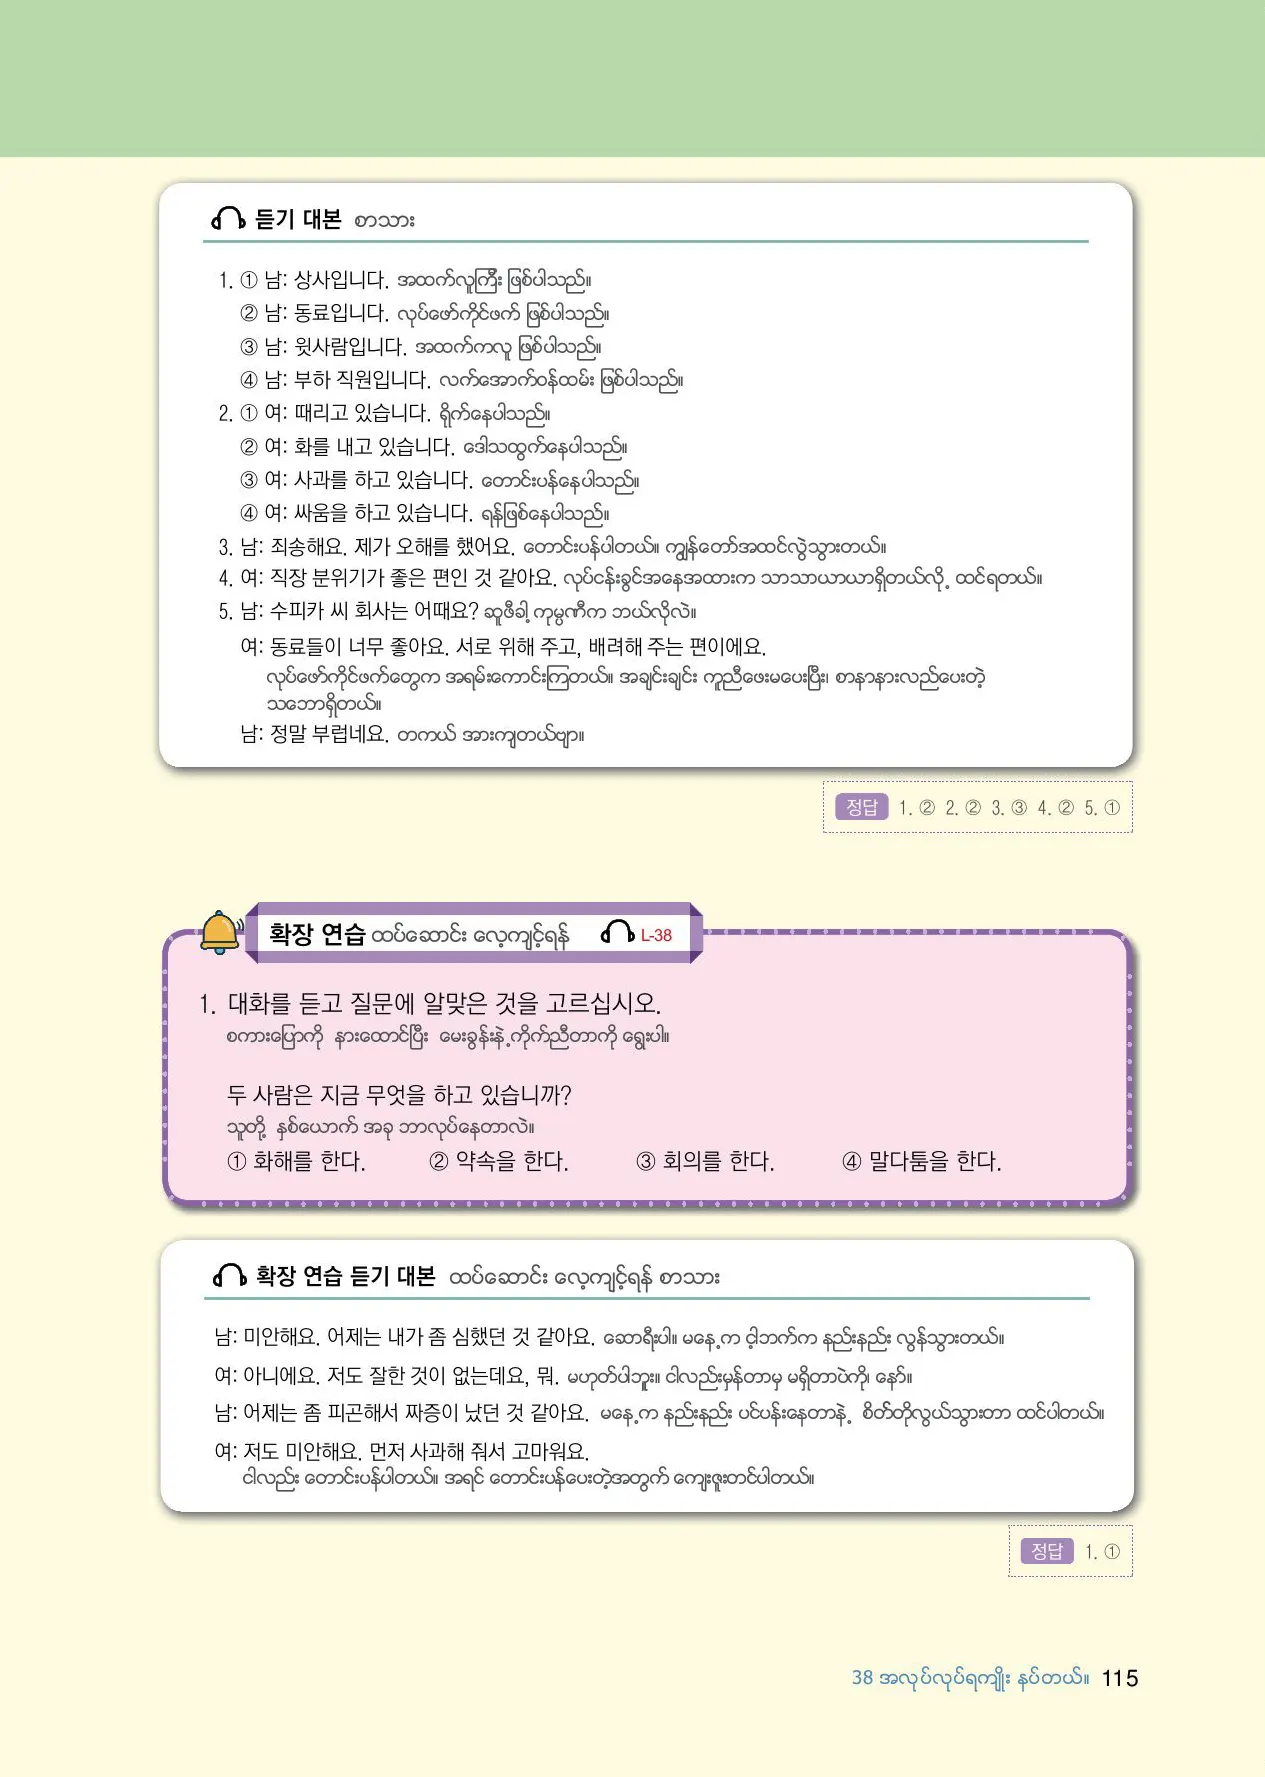 듣기 대본 စာသား
1. ① 남: 상사입니다. အထက်လူကြီး ဖြစ်ပါသည်။
② 남: 동료입니다. လုပ်ဖော်ကိုင်ဖက် ဖြစ်ပါသည်။
③ 남: 윗사람입니다. အထက်ကလူ ဖြစ်ပါသည်။
④ 남: 부하 직원입니다. လက်အောက်ဝန်ထမ်း ဖြစ်ပါသည်။
2. ① 여: 때리고 있습니다. ရိုက်နေပါသည်။
② 여: 화를 내고 있습니다. ဒေါသထွက်နေပါသည်။
③ 여: 사과를 하고 있습니다. တောင်းပန်နေပါသည်။
④ 여: 싸움을 하고 있습니다. ရန်ဖြစ်နေပါသည်။
3. 남: 죄송해요. 제가 오해를 했어요. တောင်းပန်ပါတယ်။ ကျွန်တော်အထင်လွဲသွားတယ်။
4. 여: 직장 분위기가 좋은 편인 것 같아요. လုပ်ငန်းခွင်အနေအထားက သာသာယာယာရှိတယ်လို့ ထင်ရတယ်။
5. 남: 수피카 씨 회사는 어때요? ဆူဖီခါ့ ကုမ္ပဏီက ဘယ်လိုလဲ။
여: 동료들이 너무 좋아요. 서로 위해 주고, 배려해 주는 편이에요.
လုပ်ဖော်ကိုင်ဖက်တွေက အရမ်းကောင်းကြတယ်။ အချင်းချင်း ကူညီဖေးမပေးပြီး၊ စာနာနားလည်ပေးတဲ့
သဘောရှိတယ်။
남: 정말 부럽네요. တကယ် အားကျတယ်ဗျာ။
정답 1. ② 2. ② 3. ③ 4. ② 5. ①
확장 연습 ထပ်ဆောင်း လေ့ကျင့်ရန် L-38
1. 대화를 듣고 질문에 알맞은 것을 고르십시오.
စကားပြောကို နားထောင်ပြီး မေးခွန်းနဲ့ကိုက်ညီတာကို ရွေးပါ။
두 사람은 지금 무엇을 하고 있습니까?
သူတို့ နှစ်ယောက် အခု ဘာလုပ်နေတာလဲ။
① 화해를 한다. ② 약속을 한다. ③ 회의를 한다. ④ 말다툼을 한다.
확장 연습 듣기 대본 ထပ်ဆောင်း လေ့ကျင့်ရန် စာသား
남: 미안해요. 어제는 내가 좀 심했던 것 같아요. ဆောရီးပါ။ မနေ့က ငါ့ဘက်က နည်းနည်း လွန်သွားတယ်။
여: 아니에요. 저도 잘한 것이 없는데요, 뭐. မဟုတ်ပါဘူး။ ငါလည်းမှန်တာမှ မရှိတာပဲကို၊ နော်။
남: 어제는 좀 피곤해서 짜증이 났던 것 같아요. မနေ့က နည်းနည်း ပင်ပန်းနေတာနဲ့ စိတ်တိုလွယ်သွားတာ ထင်ပါတယ်။
여: 저도 미안해요. 먼저 사과해 줘서 고마워요.
ငါလည်း တောင်းပန်ပါတယ်။ အရင် တောင်းပန်ပေးတဲ့အတွက် ကျေးဇူးတင်ပါတယ်။
정답 1. ①
38 အလုပ်လုပ်ရကျိုး နပ်တယ်။ 115